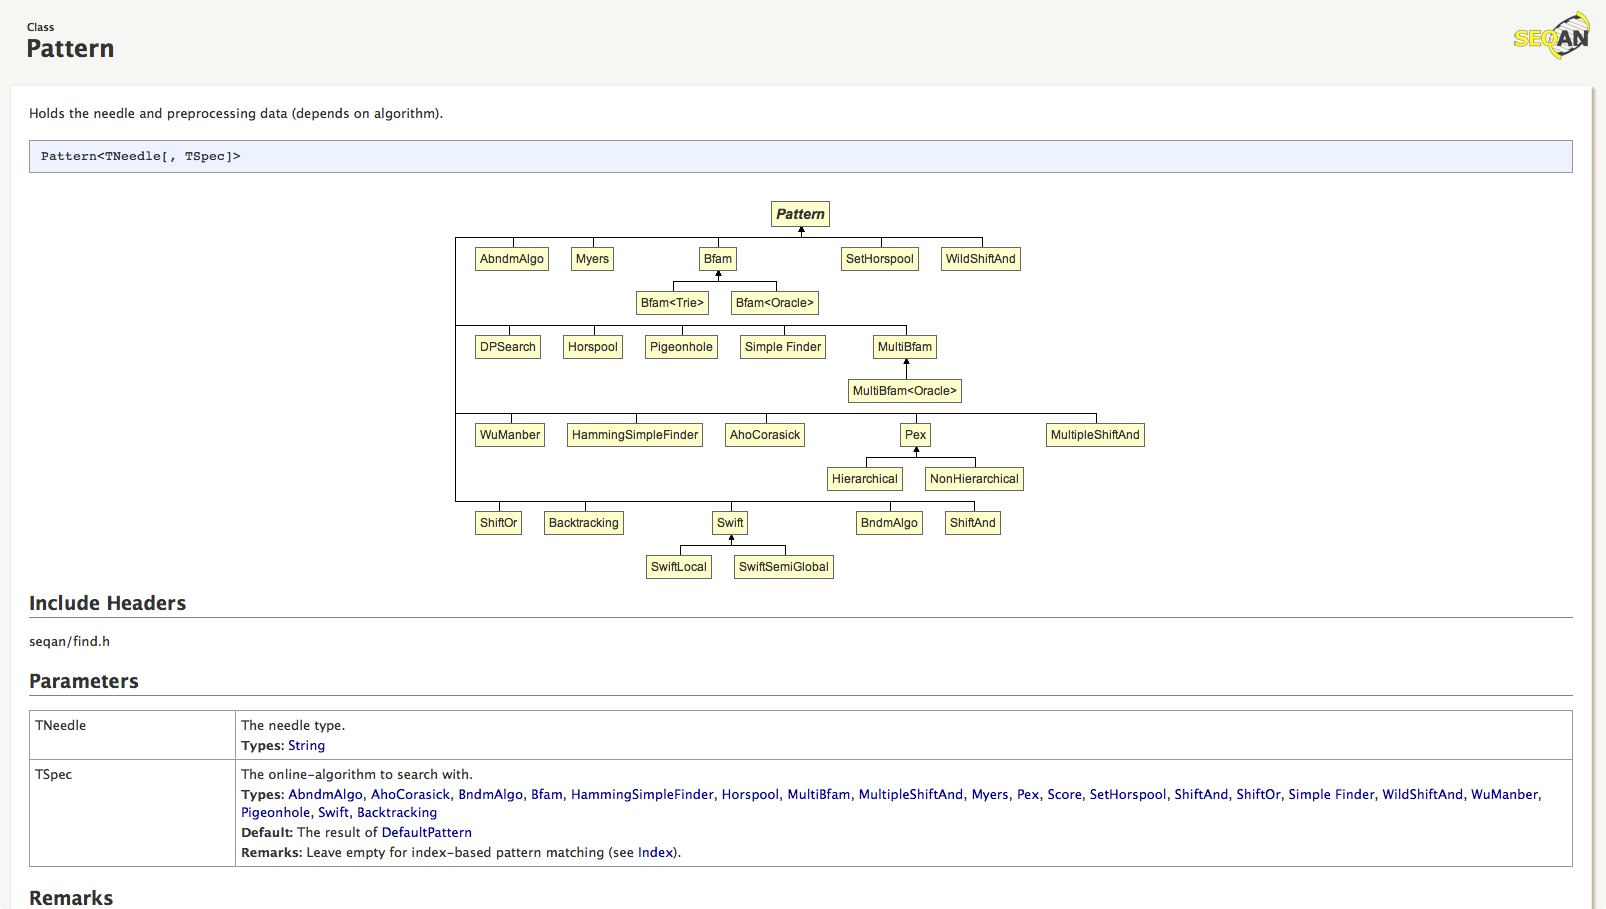 Class
Pattern
SEQAN
Holds the needle and preprocessing data (depends on algorithm).
Pattern<TNeedle[, TSpec]>
Pattern
AbndmAlgo Myers Bfam SetHorspool WildShiftAnd
Bfam<Trie> Bfam<Oracle>
DPSearch Horspool Pigeonhole Simple Finder MultiBfam
MultiBfam<Oracle>
WuManber HammingSimpleFinder AhoCorasick Pex MultipleShiftAnd
Hierarchical NonHierarchical
ShiftOr Backtracking Swift BndmAlgo ShiftAnd
SwiftLocal SwiftSemiGlobal
Include Headers
seqan/find.h
Parameters
TNeedle The needle type.
Types: String
TSpec The online-algorithm to search with.
Types: AbndmAlgo, AhoCorasick, BndmAlgo, Bfam, HammingSimpleFinder, Horspool, MultiBfam, MultipleShiftAnd, Myers, Pex, Score, SetHorspool, ShiftAnd, ShiftOr, Simple Finder, WildShiftAnd, WuManber,
Pigeonhole, Swift, Backtracking
Default: The result of DefaultPattern
Remarks: Leave empty for index-based pattern matching (see Index).
Remarks